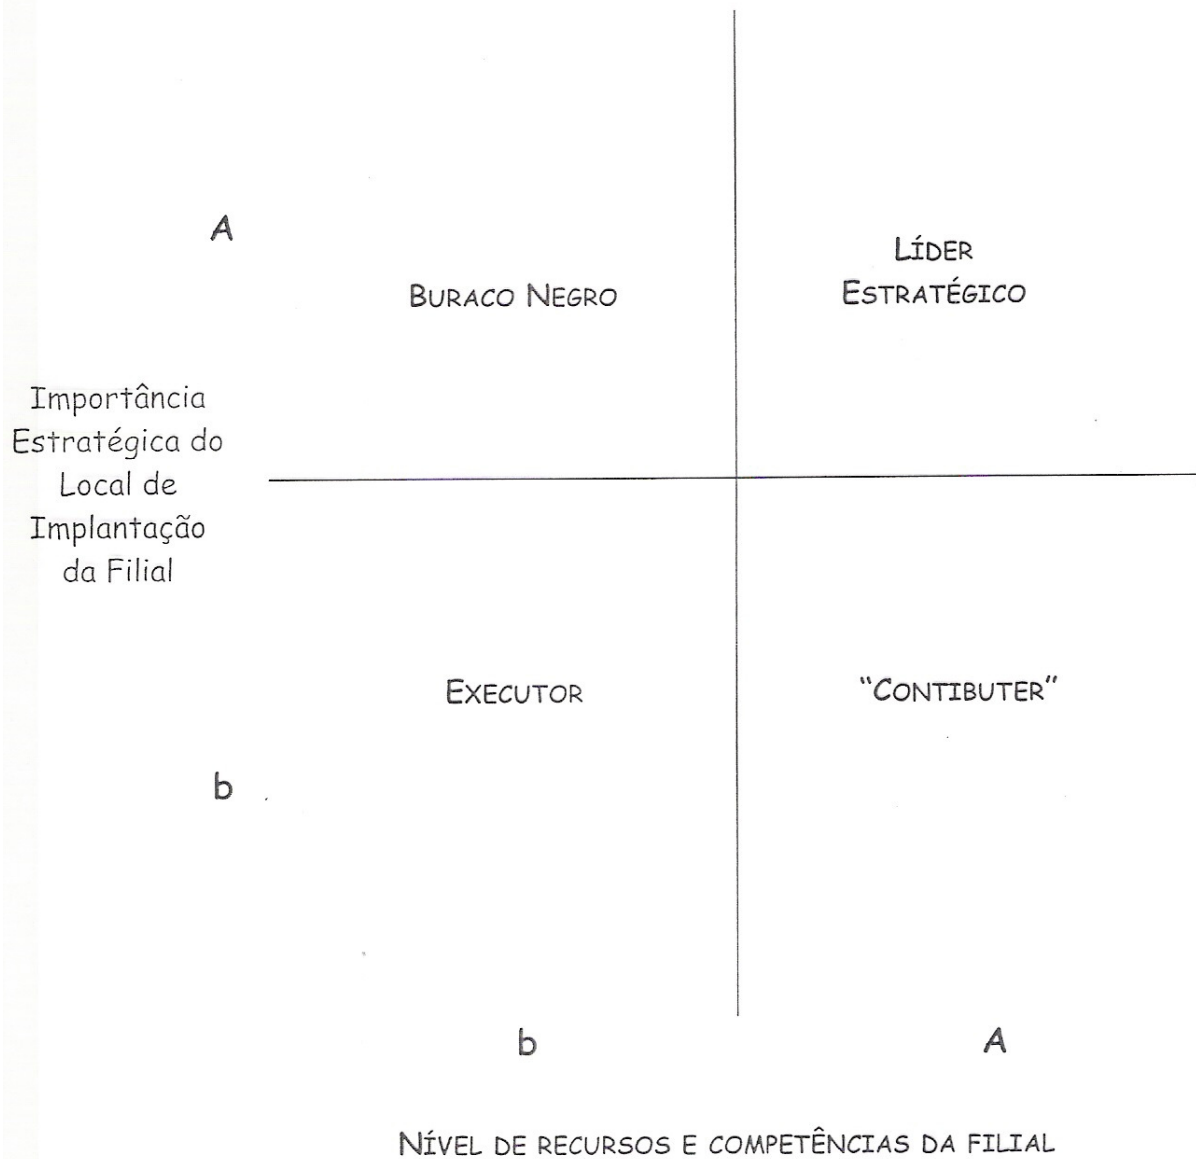 A
LÍDER
ESTRATÉGICO
BURACO NEGRO
Importância
Estratégica do
Local de
Implantação
da Filial
EXECUTOR
"CONTIBUTER"
b
b
A
NÍVEL DE RECURSOS E COMPETÊNCIAS DA FILIAL